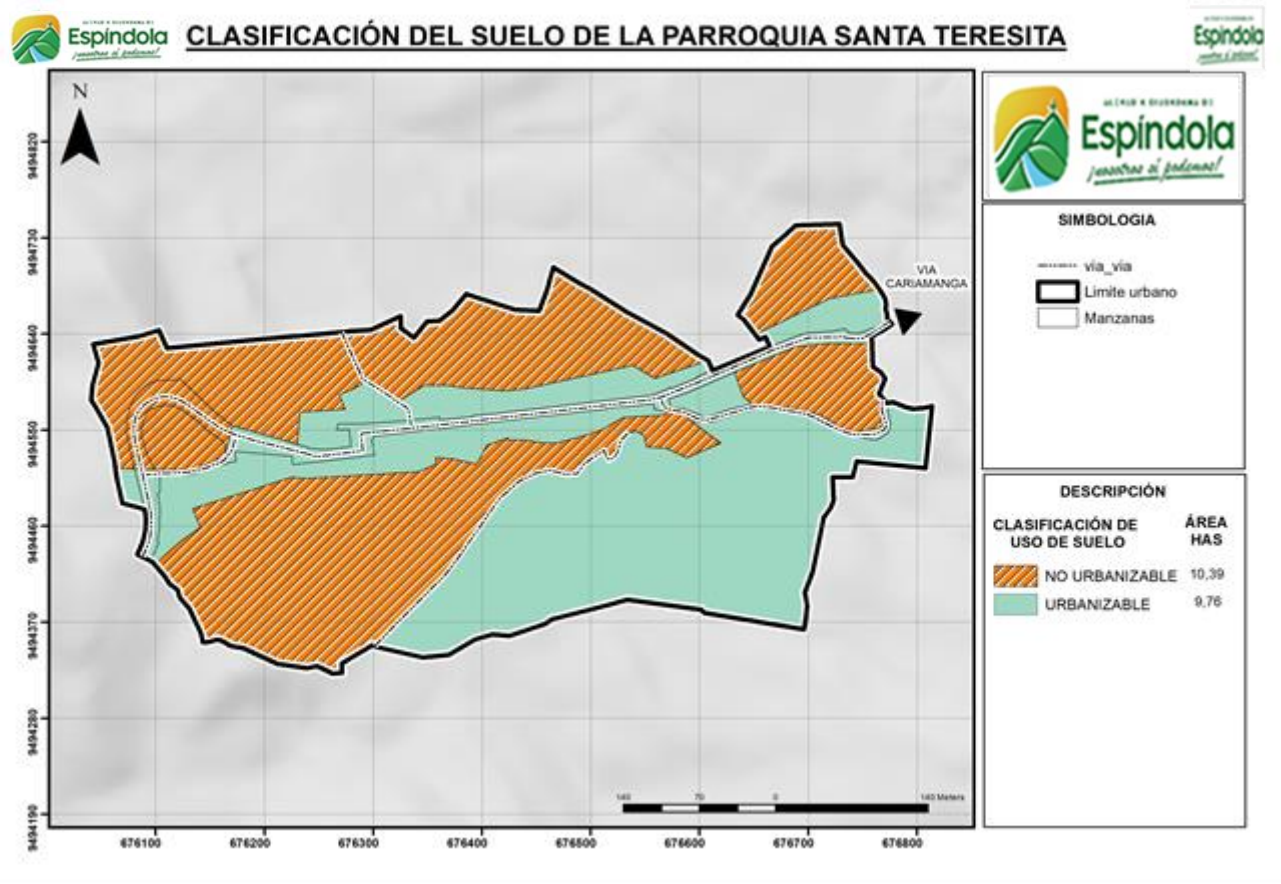 Espíndola
¡nosotros sí podemos!
CLASIFICACIÓN DEL SUELO DE LA PARROQUIA SANTA TERESITA
Espíndola
N
9494820
9494730
9494640
9494550
9494460
9494370
9494280
9494190
VIA
CARIAMANGA
140 70 0 140 Meters
676100 676200 676300 676400 676500 676600 676700 676800
Espíndola
¡nosotros sí podemos!
SIMBOLOGIA
via_via
Limite urbano
Manzanas
DESCRIPCIÓN
CLASIFICACIÓN DE
USO DE SUELO
ÁREA
HAS
NO URBANIZABLE 10,39
URBANIZABLE 9,76